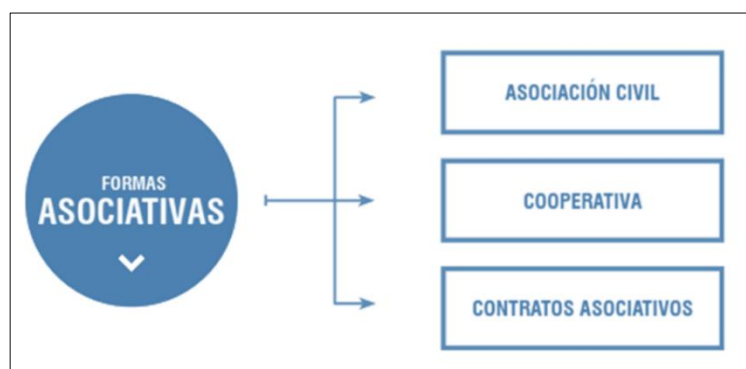 FORMAS
ASOCIATIVAS
ASOCIACIÓN CIVIL
COOPERATIVA
CONTRATOS ASOCIATIVOS